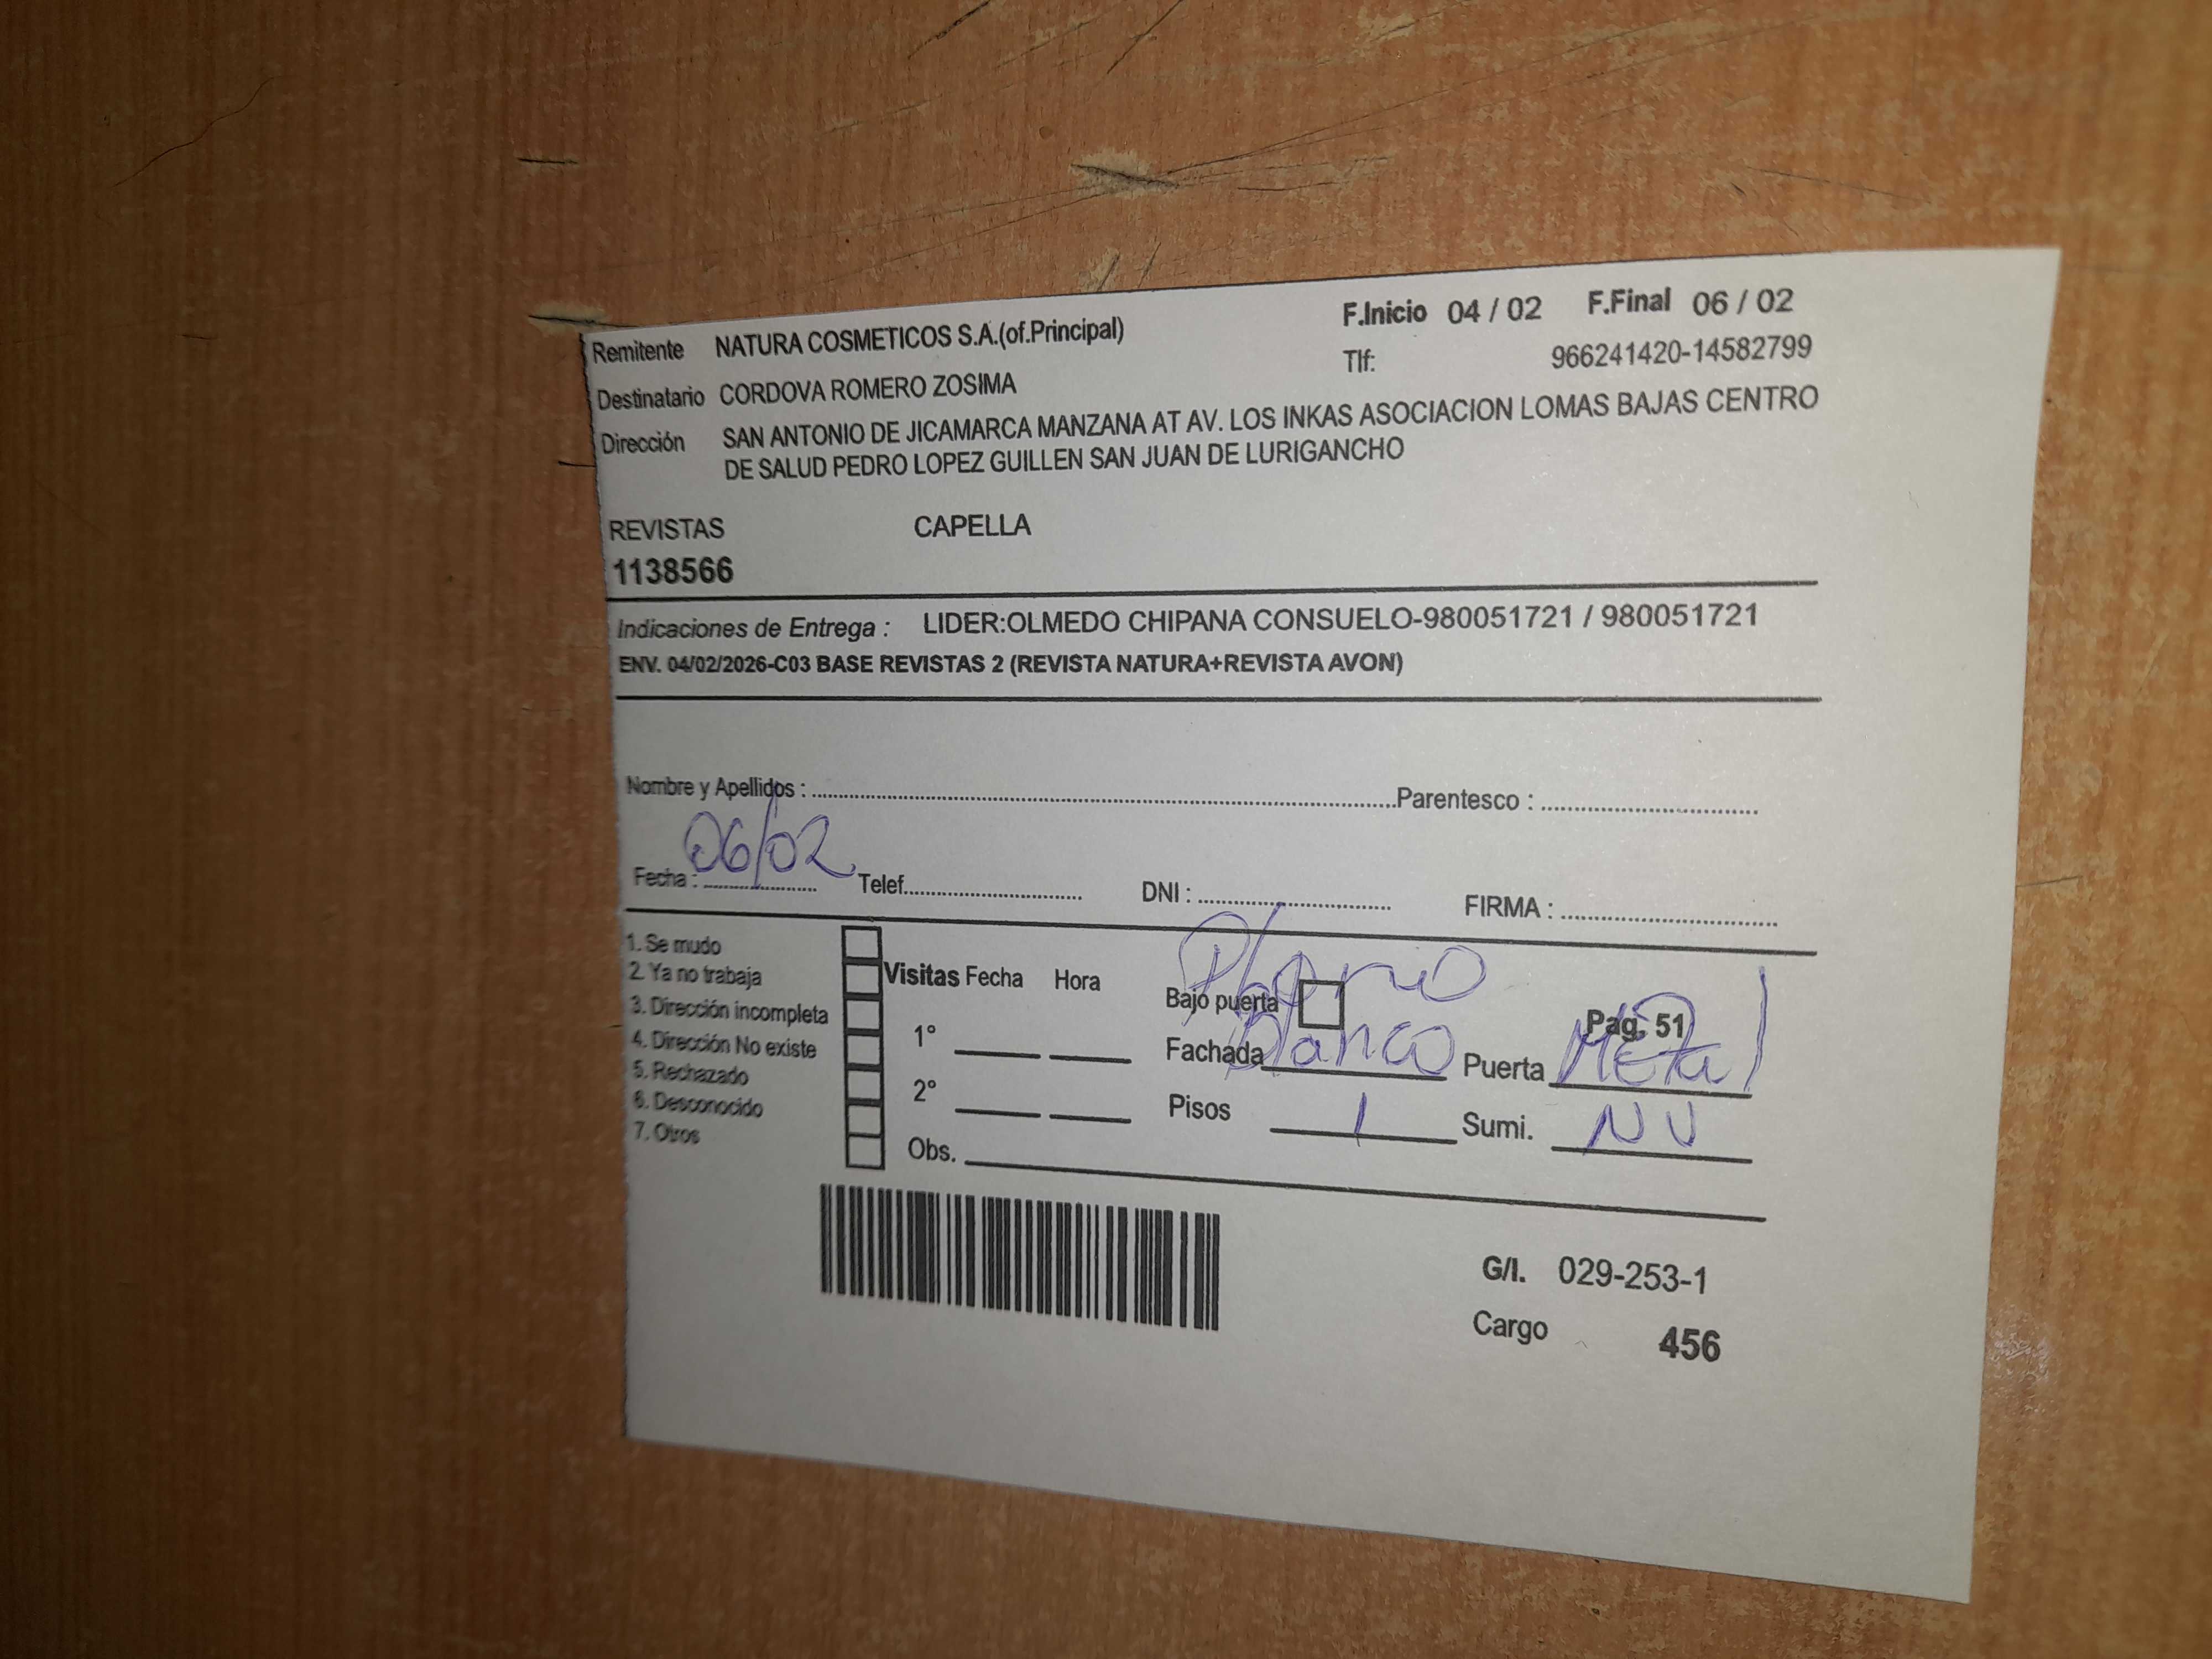 Remitente NATURA COSMETICOS S.A.(of.Principal) F.Inicio 04 / 02 F.Final 06 / 02
Tlf: 966241420-14582799
Destinatario CORDOVA ROMERO ZOSIMA
Dirección SAN ANTONIO DE JICAMARCA MANZANA AT AV. LOS INKAS ASOCIACION LOMAS BAJAS CENTRO
DE SALUD PEDRO LOPEZ GUILLEN SAN JUAN DE LURIGANCHO
REVISTAS CAPELLA
1138566
Indicaciones de Entrega : LIDER:OLMEDO CHIPANA CONSUELO-980051721 / 980051721
ENV. 04/02/2026-C03 BASE REVISTAS 2 (REVISTA NATURA+REVISTA AVON)
Nombre y Apellidos : Parentesco :
Fecha : 06/02 Telef. DNI : FIRMA :
1. Se mudo
2. Ya no trabaja
3. Dirección incompleta
4. Dirección No existe
5. Rechazado
6. Desconocido
7. Otros
Visitas Fecha Hora
1°
2°
Obs.
Bajo puerta Pag. 51
Fachada blanco Puerta Metal
Pisos 1 Sumi. NV
G/I. 029-253-1
Cargo 456